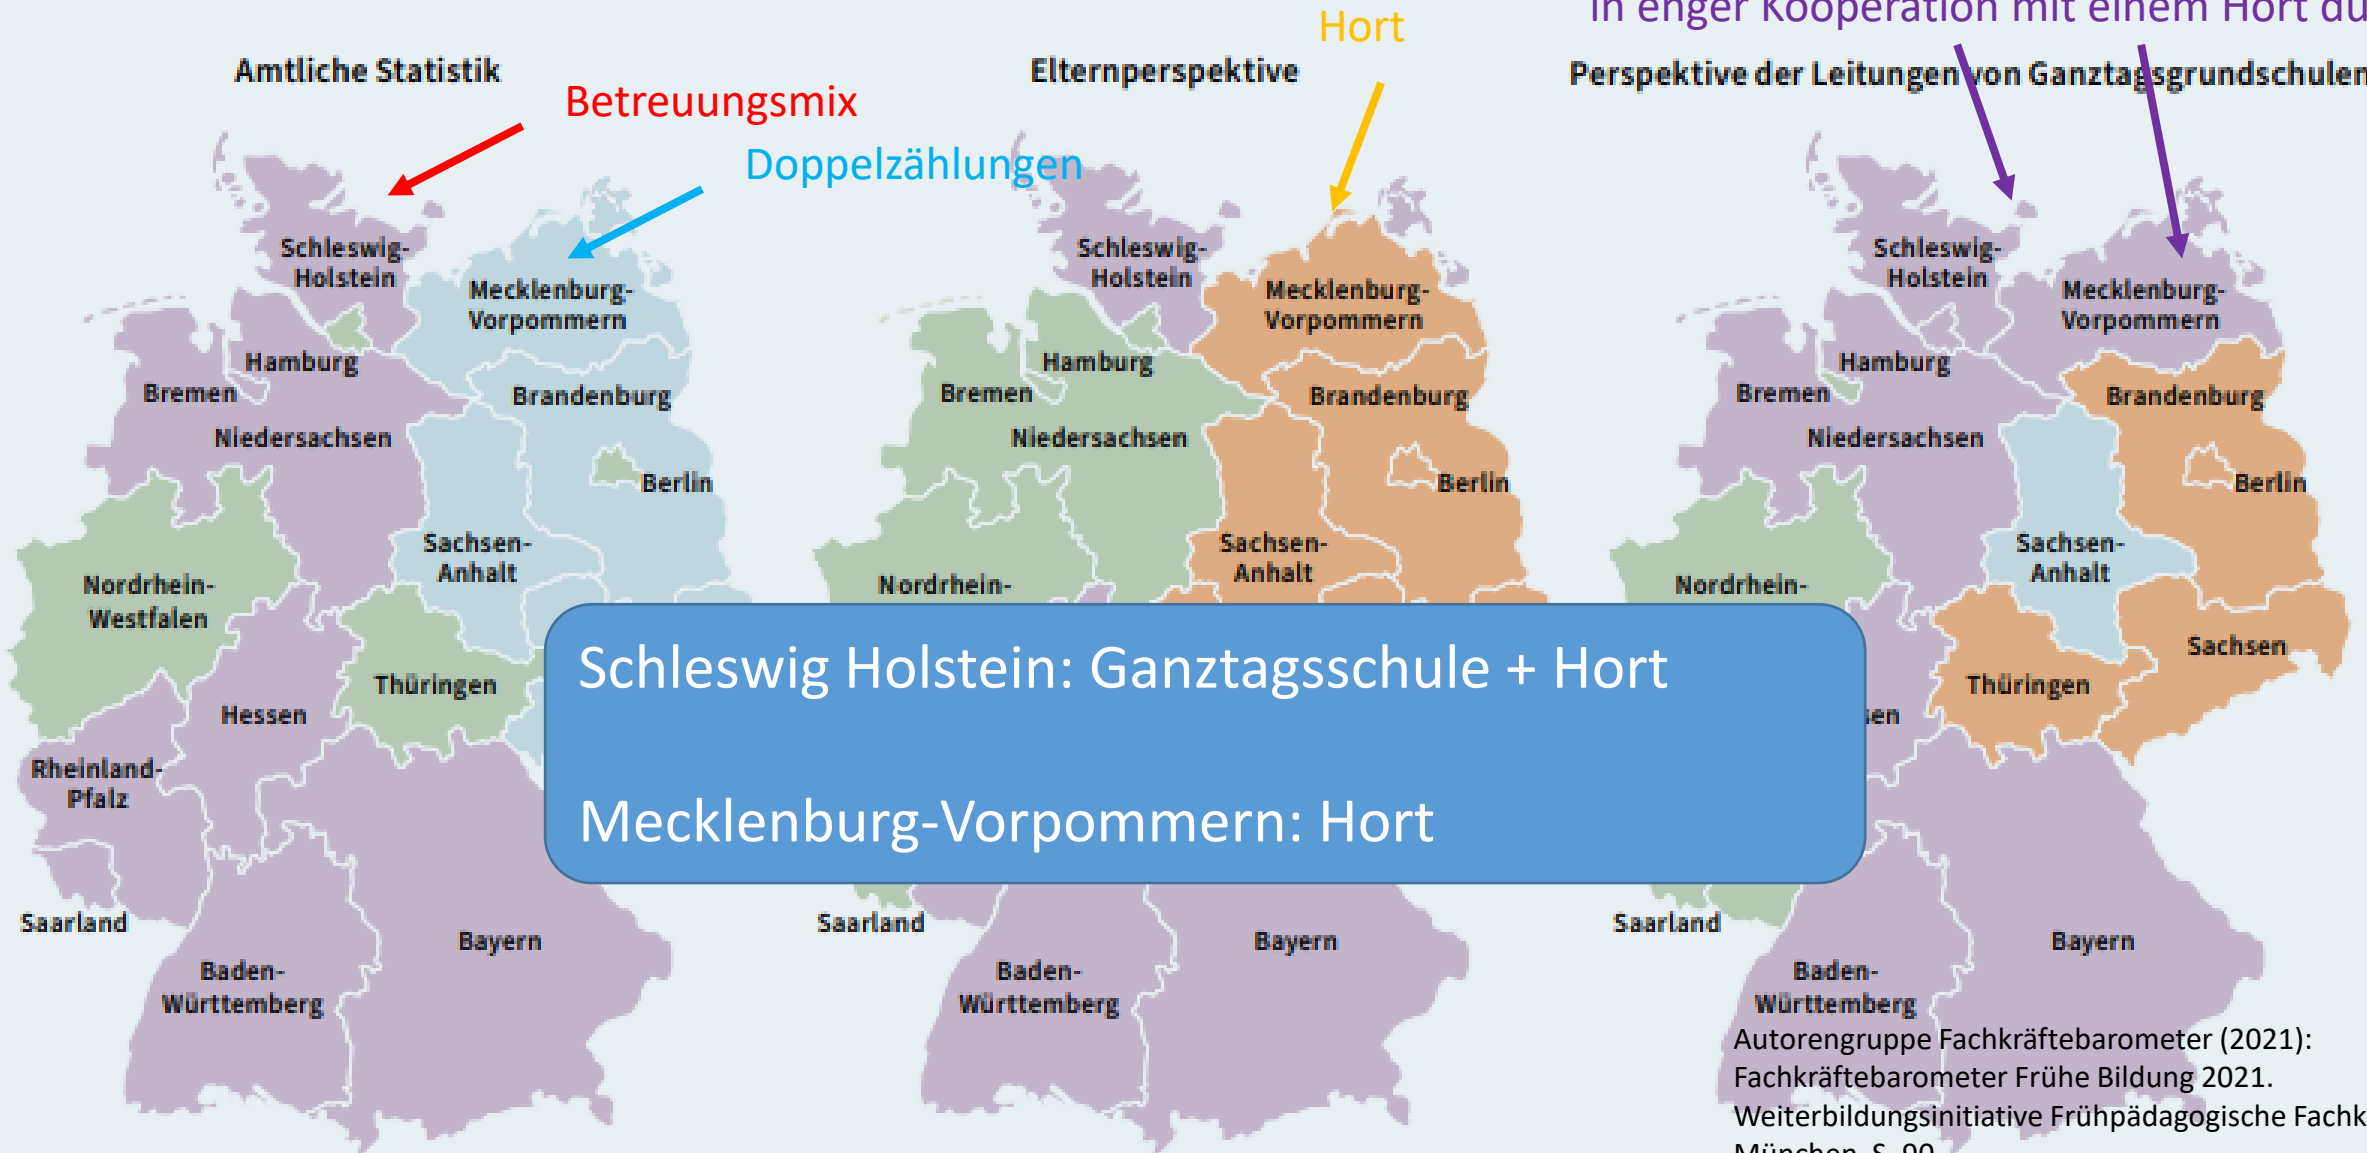 in enger Kooperation mit einem Hort du
Hort
Amtliche Statistik
Elternperspektive
Perspektive der Leitungen von Ganztagsgrundschulen
Betreuungsmix
Doppelzählungen
Schleswig-
Holstein
Mecklenburg-
Vorpommern
Hamburg
Bremen
Brandenburg
Niedersachsen
Berlin
Sachsen-
Anhalt
Nordrhein-
Westfalen
Thüringen
Hessen
Rheinland-
Pfalz
Saarland
Bayern
Baden-
Württemberg
Schleswig-
Holstein
Mecklenburg-
Vorpommern
Hamburg
Bremen
Brandenburg
Niedersachsen
Berlin
Sachsen-
Anhalt
Nordrhein-
Saarland
Bayern
Baden-
Württemberg
Schleswig-
Holstein
Mecklenburg-
Vorpommern
Hamburg
Bremen
Brandenburg
Niedersachsen
Berlin
Sachsen-
Anhalt
Nordrhein-
Sachsen
Thüringen
sen
Saarland
Bayern
Baden-
Württemberg
Schleswig Holstein: Ganztagsschule + Hort
Mecklenburg-Vorpommern: Hort
Autorengruppe Fachkräftebarometer (2021):
Fachkräftebarometer Frühe Bildung 2021.
Weiterbildungsinitiative Frühpädagogische Fachk
München. S. 90